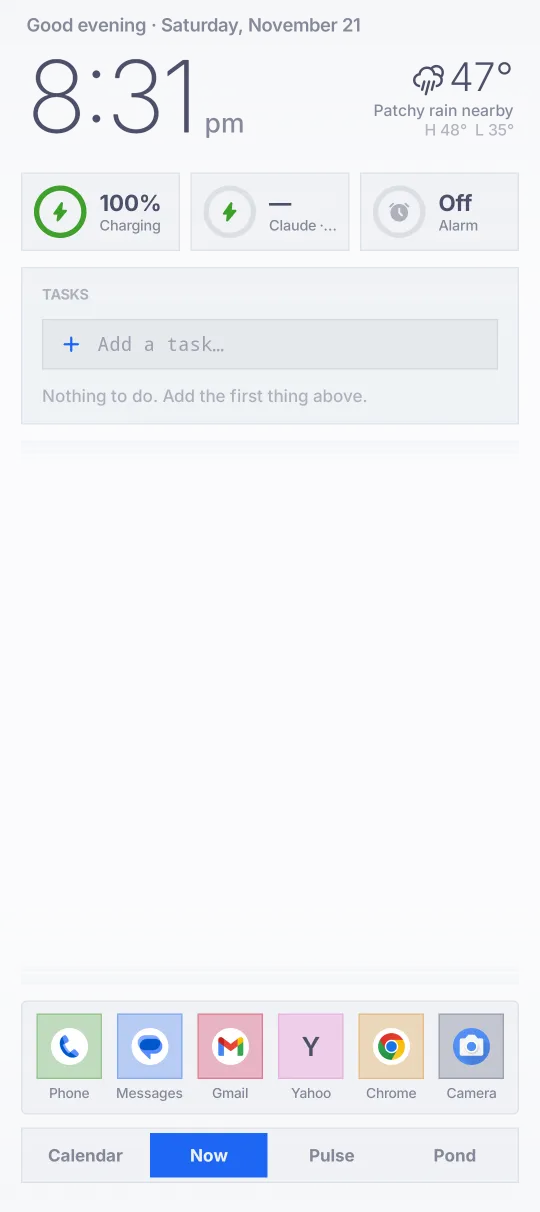 Good evening · Saturday, November 21
8:31 pm
47°
Patchy rain nearby
H 48° L 35°
100%
Charging
—
Claude ·...
Off
Alarm
TASKS
+ Add a task…
Nothing to do. Add the first thing above.
Y
Phone Messages Gmail Yahoo Chrome Camera
Calendar Now Pulse Pond